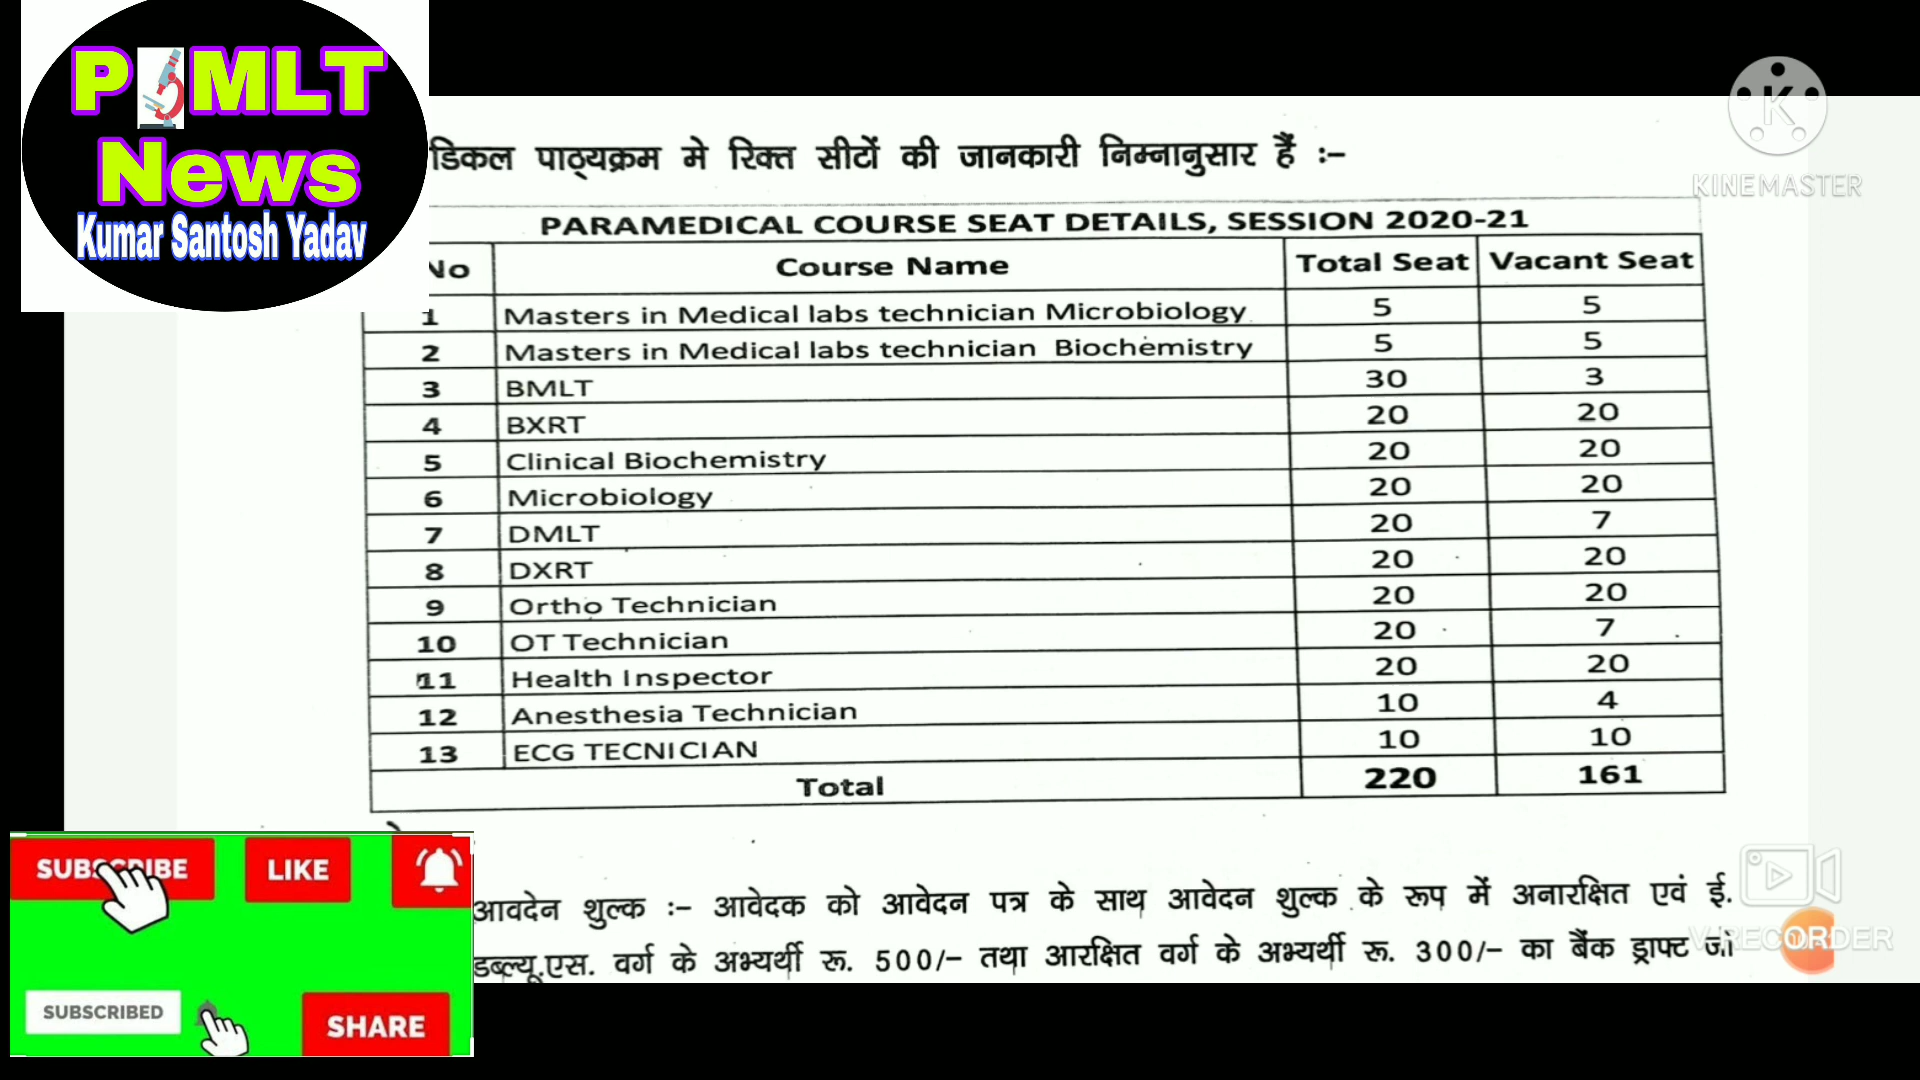 P MLT
News
Kumar Santosh Yadav
K
KINEMASTER
डिकल पाठ्यक्रम मे रिक्त सीटों की जानकारी निम्नानुसार हैं :–
PARAMEDICAL COURSE SEAT DETAILS, SESSION 2020-21
No Course Name Total Seat Vacant Seat
1 Masters in Medical labs technician Microbiology 5 5
2 Masters in Medical labs technician Biochemistry 5 5
3 BMLT 30 3
4 BXRT 20 20
5 Clinical Biochemistry 20 20
6 Microbiology 20 20
7 DMLT 20 7
8 DXRT 20 20
9 Ortho Technician 20 20
10 OT Technician 20 7
11 Health Inspector 20 20
12 Anesthesia Technician 10 4
13 ECG TECNICIAN 10 10
Total 220 161
आवदेन शुल्क :– आवेदक को आवेदन पत्र के साथ आवेदन शुल्क के रूप में अनारक्षित एवं ई.
डब्ल्यू.एस. वर्ग के अभ्यर्थी रू. 500/– तथा आरक्षित वर्ग के अभ्यर्थी रू. 300/– का बैंक ड्राफ्ट जो
SUBSCRIBE LIKE
SUBSCRIBED SHARE
V RECORDER